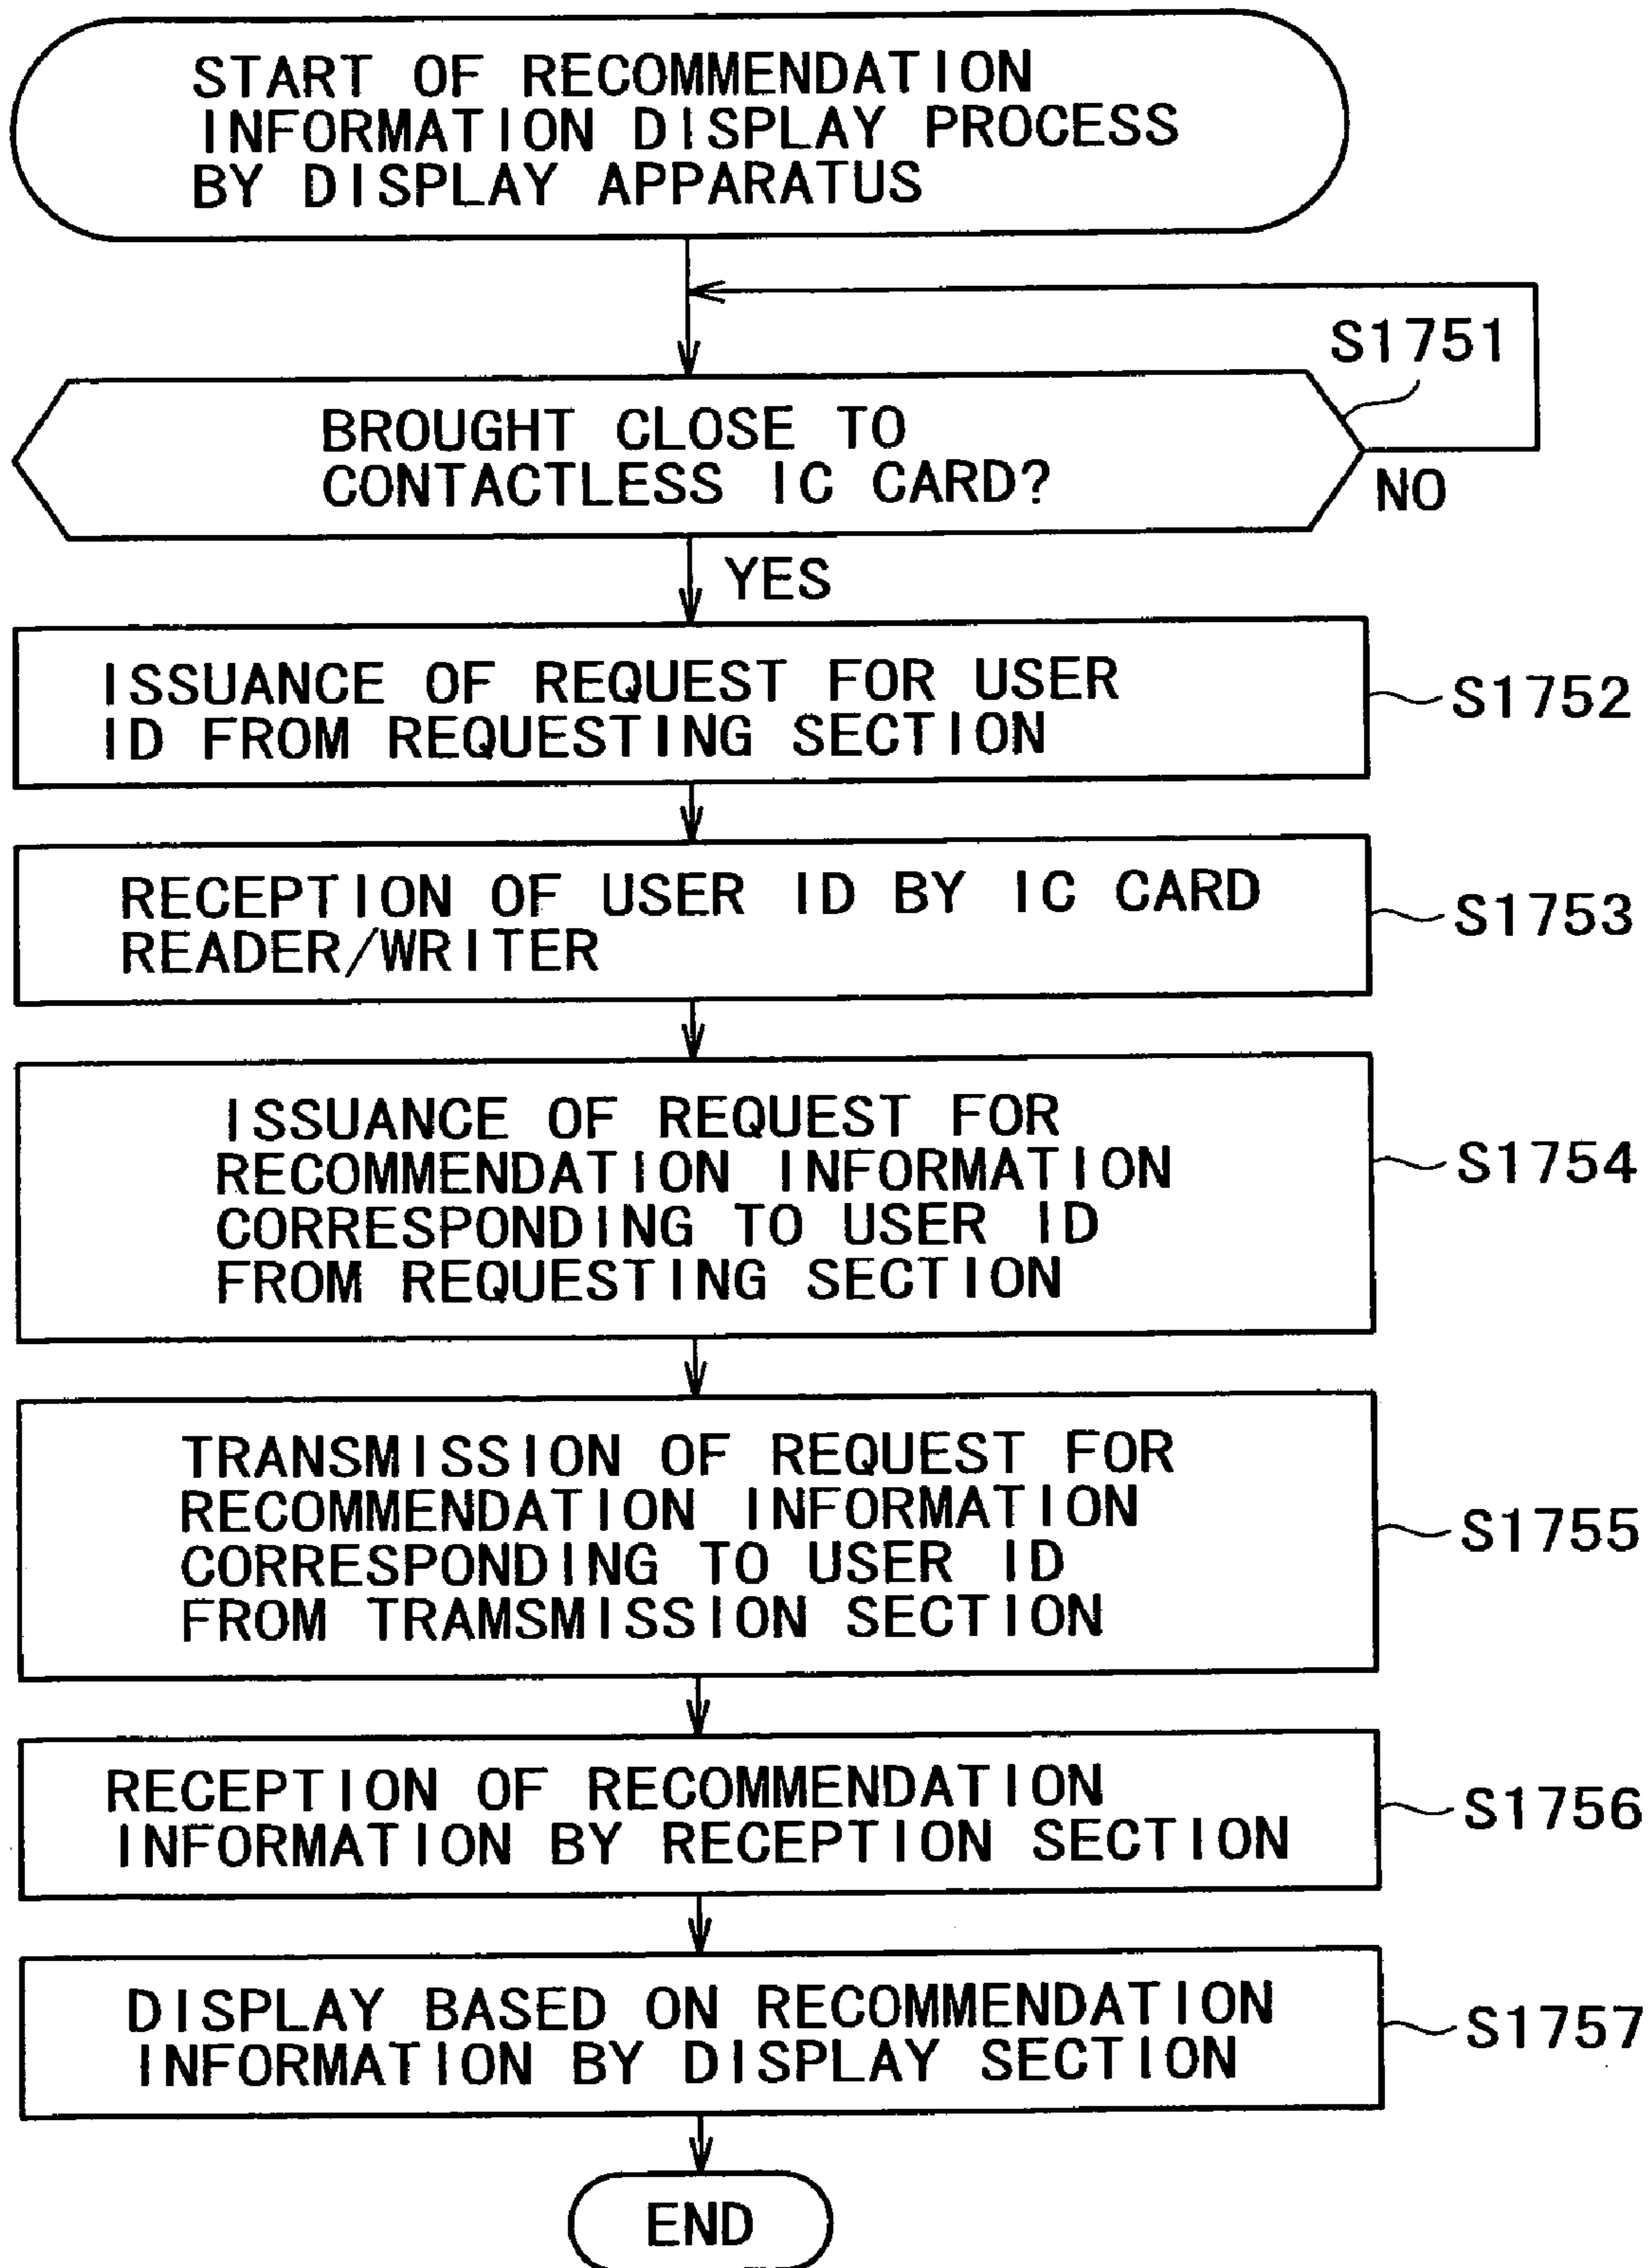 START OF RECOMMENDATION
INFORMATION DISPLAY PROCESS
BY DISPLAY APPARATUS
S1751
BROUGHT CLOSE TO
CONTACTLESS IC CARD?
NO
YES
ISSUANCE OF REQUEST FOR USER
ID FROM REQUESTING SECTION
S1752
RECEPTION OF USER ID BY IC CARD
READER/WRITER
S1753
ISSUANCE OF REQUEST FOR
RECOMMENDATION INFORMATION
CORRESPONDING TO USER ID
FROM REQUESTING SECTION
S1754
TRANSMISSION OF REQUEST FOR
RECOMMENDATION INFORMATION
CORRESPONDING TO USER ID
FROM TRAMSMISSION SECTION
S1755
RECEPTION OF RECOMMENDATION
INFORMATION BY RECEPTION SECTION
S1756
DISPLAY BASED ON RECOMMENDATION
INFORMATION BY DISPLAY SECTION
S1757
END